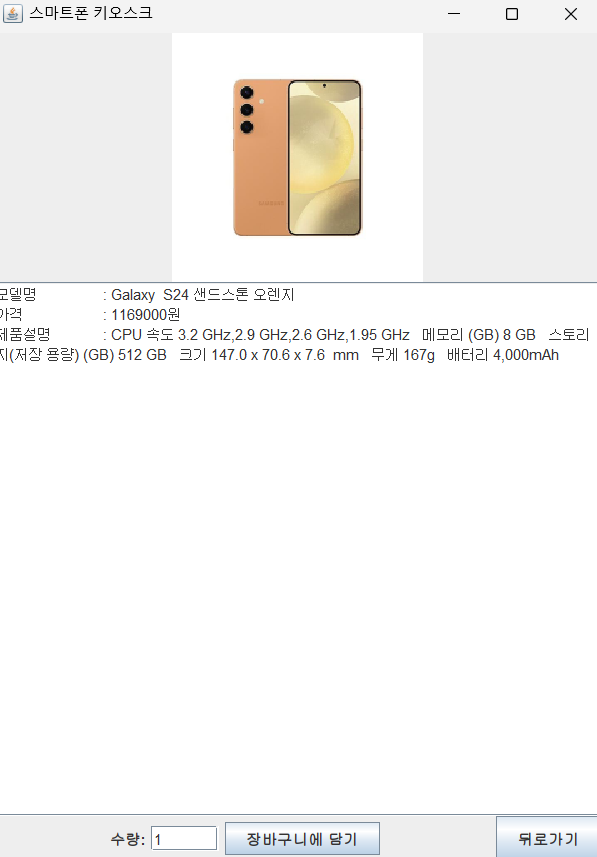 스마트폰 키오스크
모델명 : Galaxy S24 샌드스톤 오렌지
가격 : 1169000원
제품설명 : CPU 속도 3.2 GHz,2.9 GHz,2.6 GHz,1.95 GHz 메모리 (GB) 8 GB 스토리
지(저장 용량) (GB) 512 GB 크기 147.0 x 70.6 x 7.6 mm 무게 167g 배터리 4,000mAh
수량: 1 장바구니에 담기 뒤로가기